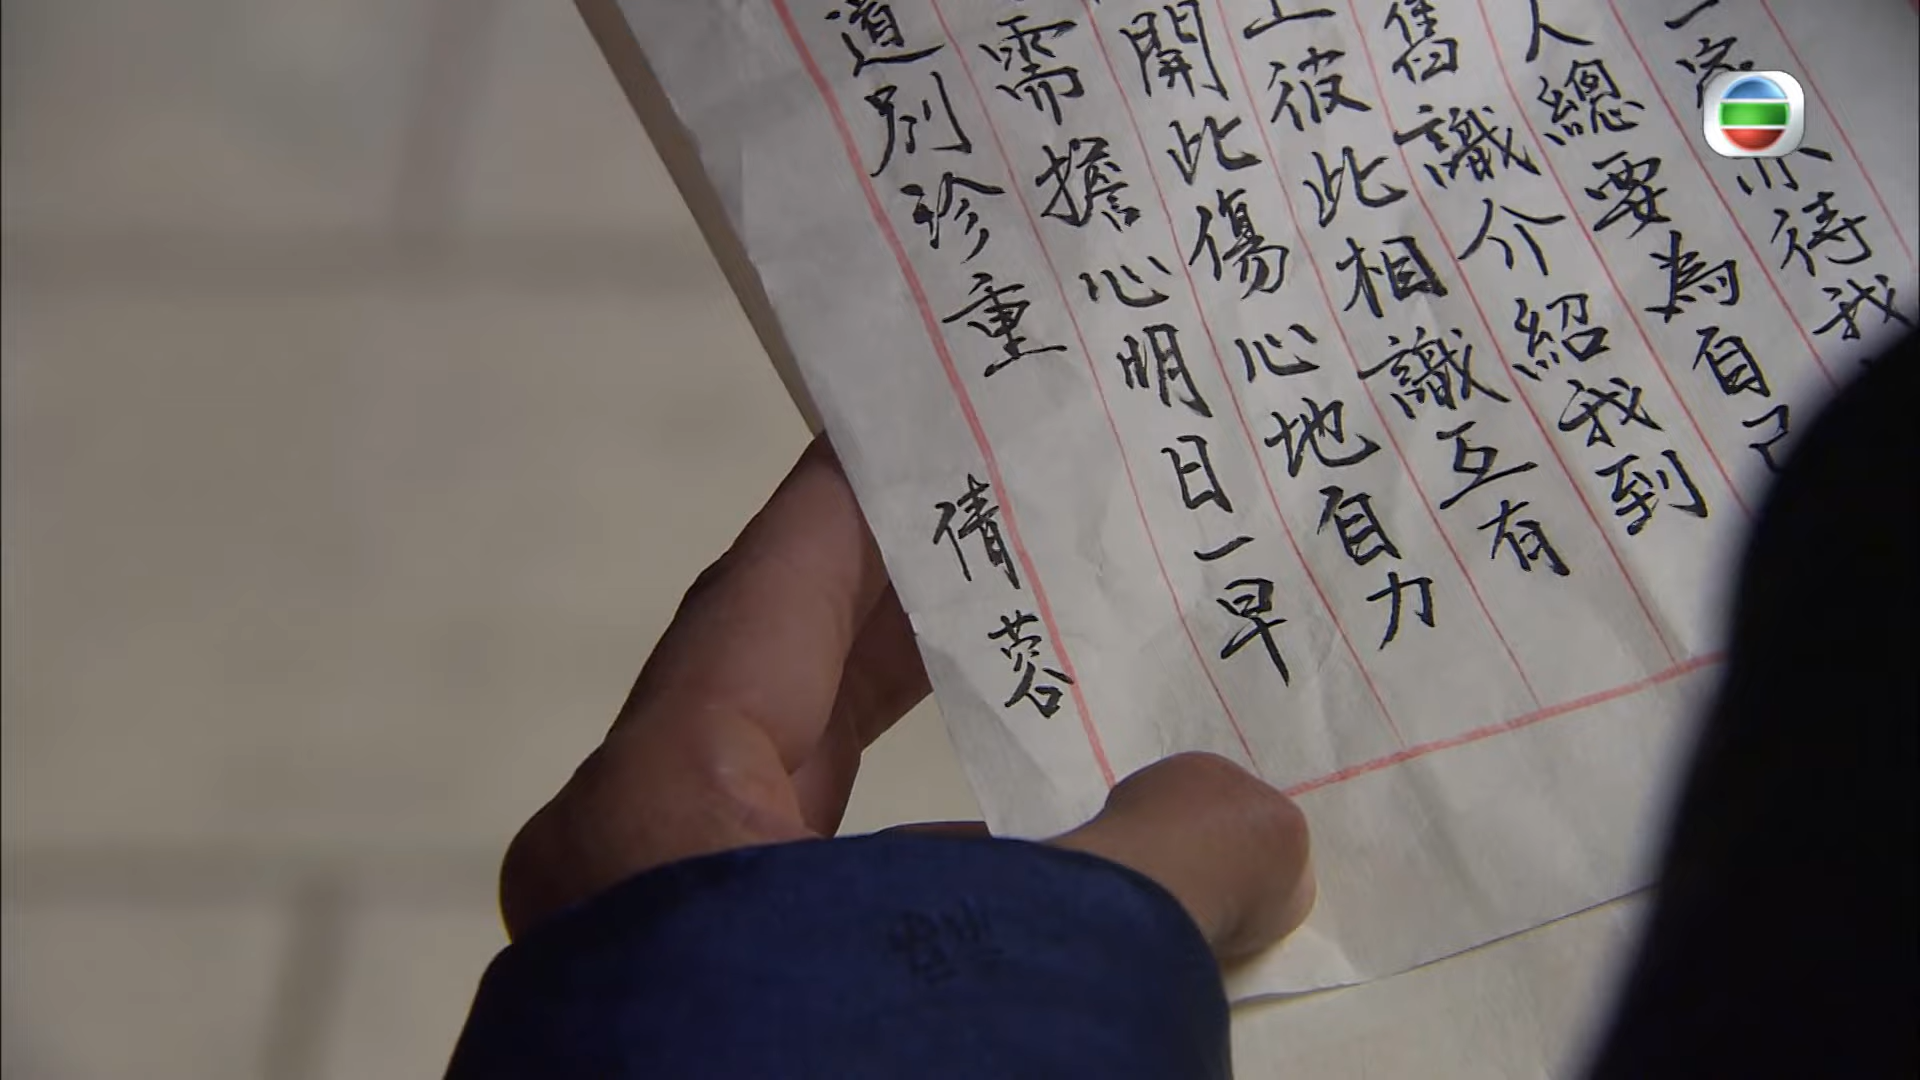 待我
人總要為自己
舊識介紹我到
彼此相識互有
開此傷心地自力
需擔心明日一早
道別珍重
倩蓉